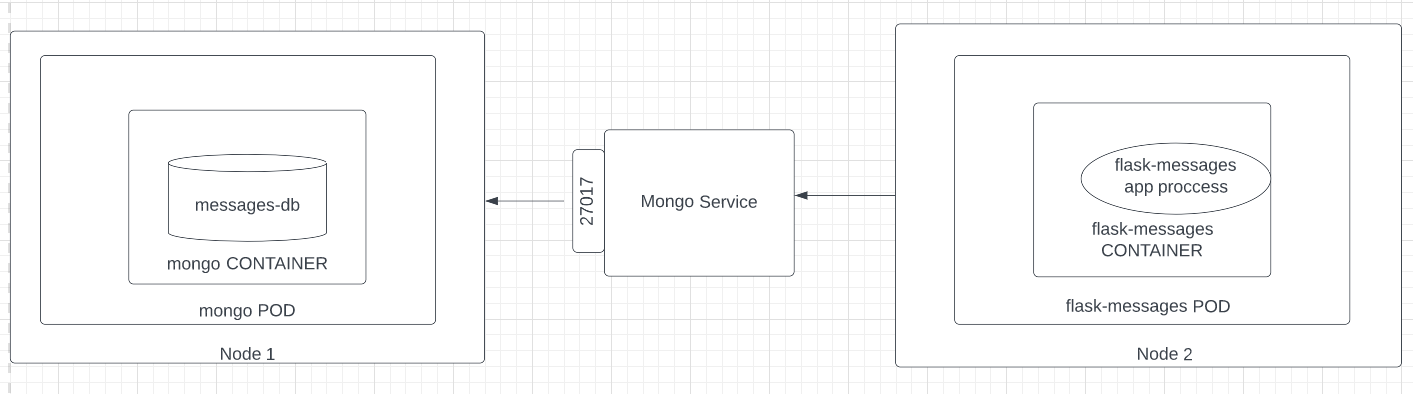 messages-db
mongo CONTAINER
mongo POD
Node 1
27017
Mongo Service
flask-messages
app proccess
flask-messages
CONTAINER
flask-messages POD
Node 2